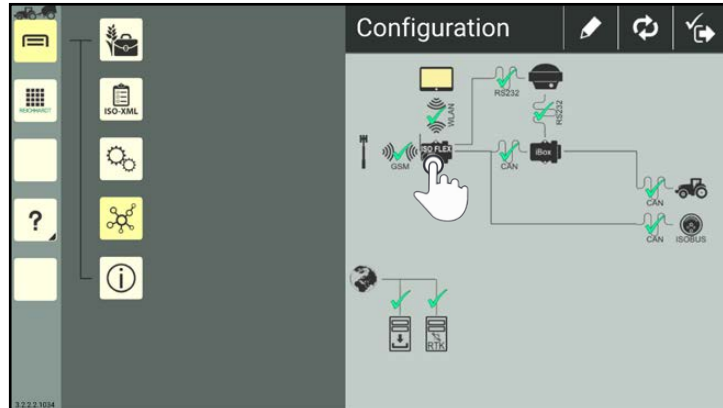 Configuration
REICHHARDT
ISO-XML
?
RS232
WLAN
RS232
GSM
ISO FLEX
CAN
iBox
CAN
CAN
ISOBUS
RTK
3.2.2.2.1034